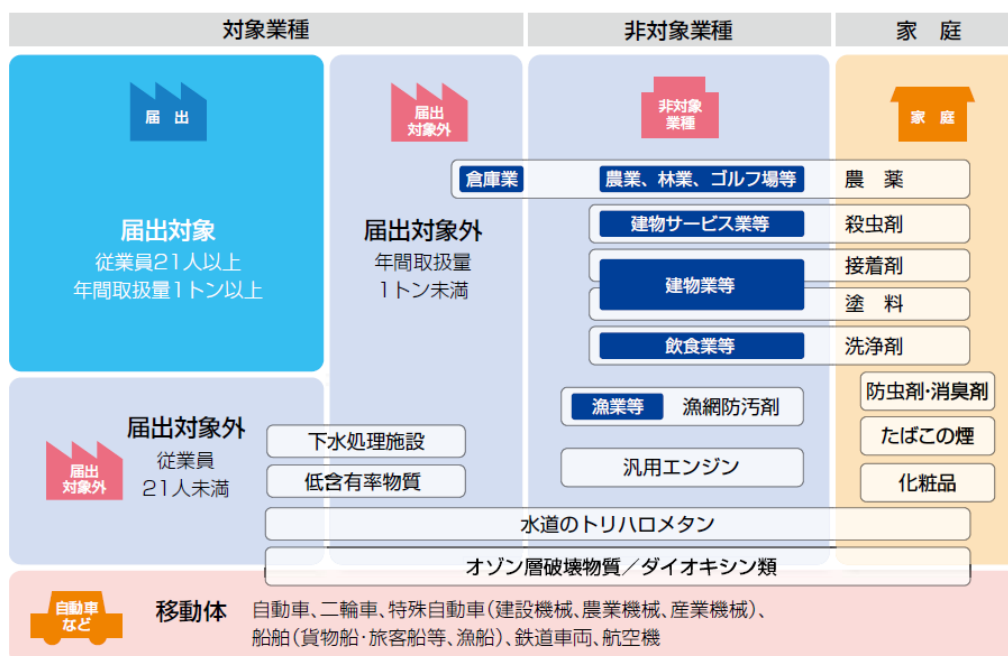 対象業種
非対象業種
家 庭
届 出
届出対象
従業員21人以上
年間取扱量1トン以上
届出
対象外
届出対象外
年間取扱量
1トン未満
非対象
業種
家 庭
倉庫業
農業、林業、ゴルフ場等
農 薬
建物サービス業等
殺虫剤
建物業等
接着剤
塗 料
飲食業等
洗浄剤
漁業等
漁網防汚剤
汎用エンジン
防虫剤・消臭剤
たばこの煙
化粧品
届出
対象外
届出対象外
従業員
21人未満
下水処理施設
低含有率物質
水道のトリハロメタン
オゾン層破壊物質／ダイオキシン類
自動車
など
移動体
自動車、二輪車、特殊自動車(建設機械、農業機械、産業機械)、
船舶(貨物船・旅客船等、漁船)、鉄道車両、航空機